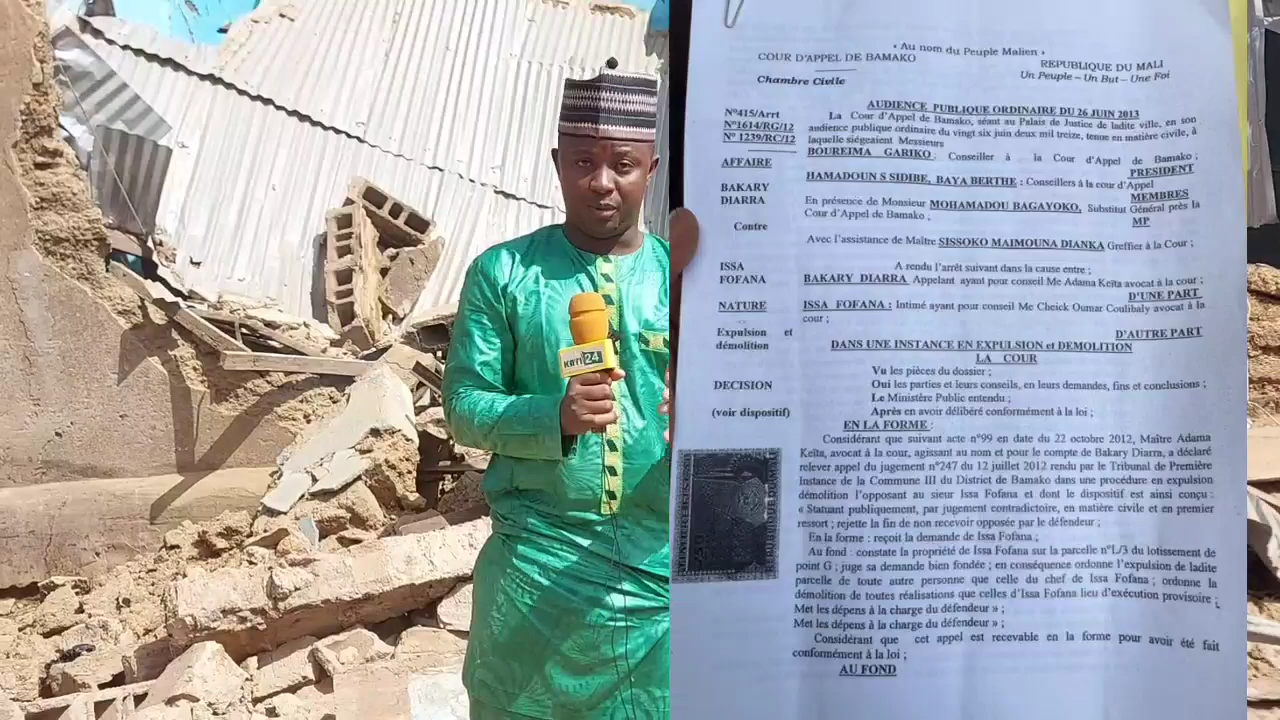 KATI 24
« Au nom du Peuple Malien »
COUR D'APPEL DE BAMAKO
REPUBLIQUE DU MALI
Un Peuple – Un But – Une Foi
Chambre Civile
AUDIENCE PUBLIQUE ORDINAIRE DU 26 JUIN 2013
N°415/Arrt
N°1614/RG/12
N° 1239/RC/12
La Cour d'Appel de Bamako, séant au Palais de Justice de ladite ville, en son
audience publique ordinaire du vingt six juin deux mil treize, tenue en matière civile, à
laquelle siégeaient Messieurs
BOUREIMA GARIKO : Conseiller à la Cour d'Appel de Bamako ;
PRESIDENT
AFFAIRE
HAMADOUN S SIDIBE, BAYA BERTHE : Conseillers à la cour d'Appel
MEMBRES
BAKARY
DIARRA
En présence de Monsieur MOHAMADOU BAGAYOKO, Substitut Général près la
Cour d'Appel de Bamako ;
MP
Contre
Avec l'assistance de Maître SISSOKO MAIMOUNA DIANKA Greffier à la Cour ;
ISSA
FOFANA
A rendu l'arrêt suivant dans la cause entre ;
BAKARY DIARRA Appelant ayant pour conseil Me Adama Keïta avocat à la cour ;
D'UNE PART
NATURE
ISSA FOFANA : Intimé ayant pour conseil Me Cheick Oumar Coulibaly avocat à la
cour ;
D'AUTRE PART
Expulsion et
démolition
DANS UNE INSTANCE EN EXPULSION et DEMOLITION
LA COUR
Vu les pièces du dossier ;
DECISION
Oui les parties et leurs conseils, en leurs demandes, fins et conclusions ;
Le Ministère Public entendu ;
(voir dispositif)
Après en avoir délibéré conformément à la loi ;
EN LA FORME :
Considérant que suivant acte n°99 en date du 22 octobre 2012, Maître Adama
Keïta, avocat à la cour, agissant au nom et pour le compte de Bakary Diarra, a déclaré
relever appel du jugement n°247 du 12 juillet 2012 rendu par le Tribunal de Première
Instance de la Commune III du District de Bamako dans une procédure en expulsion
démolition l'opposant au sieur Issa Fofana et dont le dispositif est ainsi conçu :
« Statuant publiquement, par jugement contradictoire, en matière civile et en premier
ressort ; rejette la fin de non recevoir opposée par le défendeur ;
En la forme : reçoit la demande de Issa Fofana ;
Au fond : constate la propriété de Issa Fofana sur la parcelle n°L/3 du lotissement de
point G ; juge sa demande bien fondée ; en conséquence ordonne l'expulsion de ladite
parcelle de toute autre personne que celle du chef de Issa Fofana ; ordonne la
démolition de toutes réalisations que celles d'Issa Fofana lieu d'exécution provisoire ;
Met les dépens à la charge du défendeur » ;
Met les dépens à la charge du défendeur » ;
Considérant que cet appel est recevable en la forme pour avoir été fait
conformément à la loi ;
AU FOND